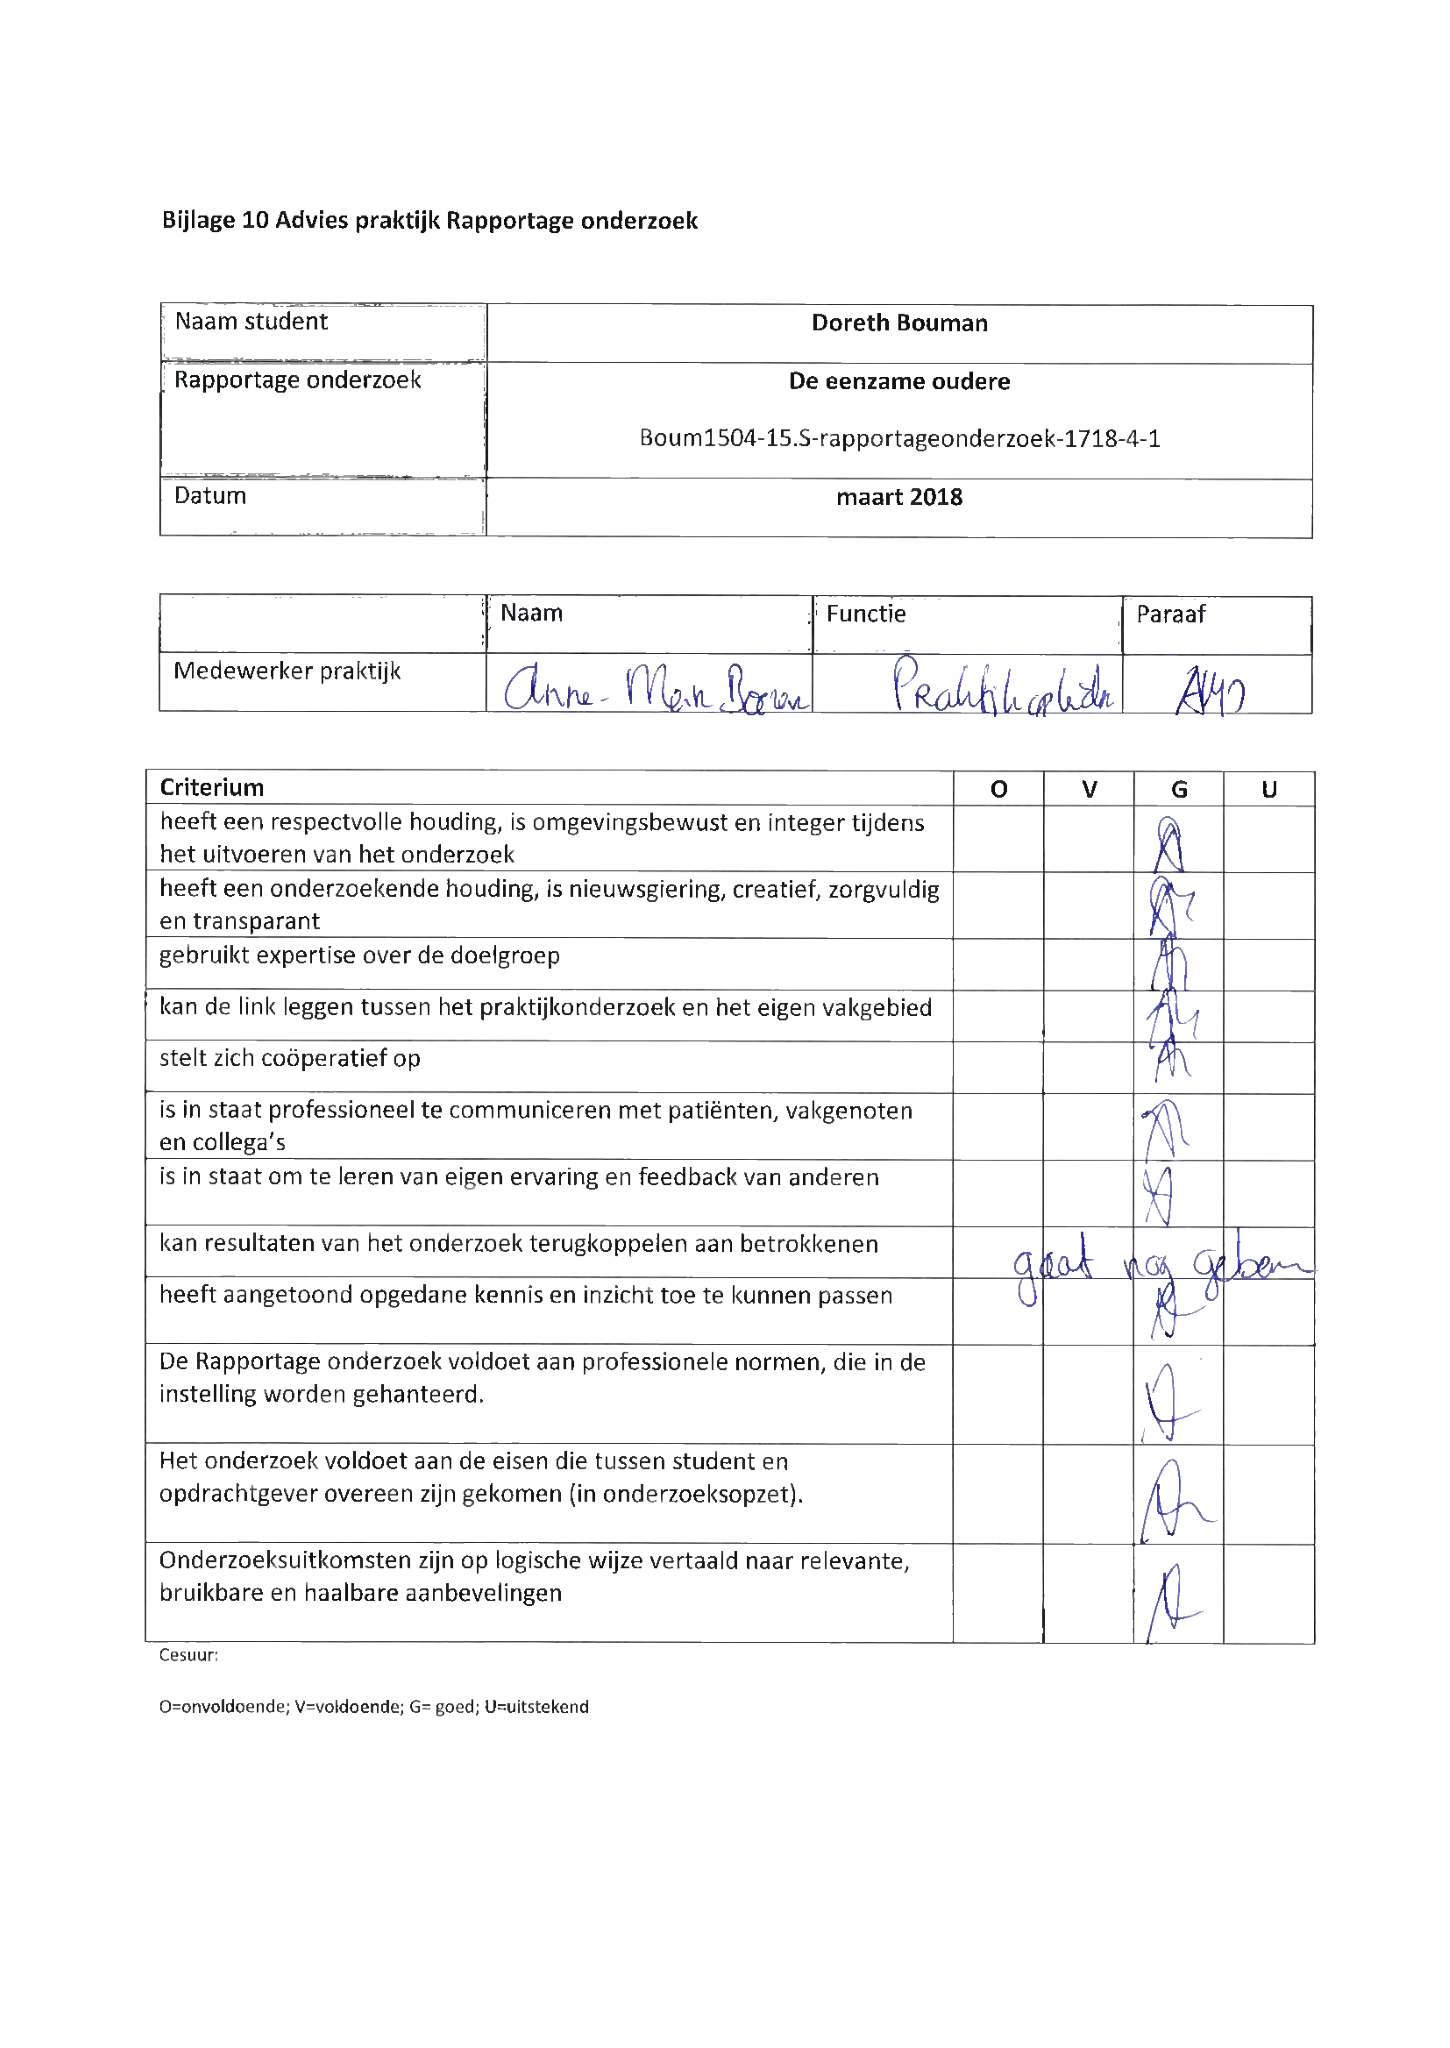 Bijlage 10 Advies praktijk Rapportage onderzoek
Naam student Doreth Bouman
Rapportage onderzoek De eenzame oudere
Boum1504-15.S-rapportageonderzoek-1718-4-1
Datum maart 2018
Naam Functie Paraaf
Medewerker praktijk Anne-
Criterium O V G U
heeft een respectvolle houding, is omgevingsbewust en integer tijdens
het uitvoeren van het onderzoek
heeft een onderzoekende houding, is nieuwsgiering, creatief, zorgvuldig
en transparant
gebruikt expertise over de doelgroep
kan de link leggen tussen het praktijkonderzoek en het eigen vakgebied
stelt zich coöperatief op
is in staat professioneel te communiceren met patiënten, vakgenoten
en collega's
is in staat om te leren van eigen ervaring en feedback van anderen
kan resultaten van het onderzoek terugkoppelen aan betrokkenen gaat nog
heeft aangetoond opgedane kennis en inzicht toe te kunnen passen
De Rapportage onderzoek voldoet aan professionele normen, die in de
instelling worden gehanteerd.
Het onderzoek voldoet aan de eisen die tussen student en
opdrachtgever overeen zijn gekomen (in onderzoeksopzet).
Onderzoeksuitkomsten zijn op logische wijze vertaald naar relevante,
bruikbare en haalbare aanbevelingen
Cesuur:
O=onvoldoende; V=voldoende; G= goed; U=uitstekend